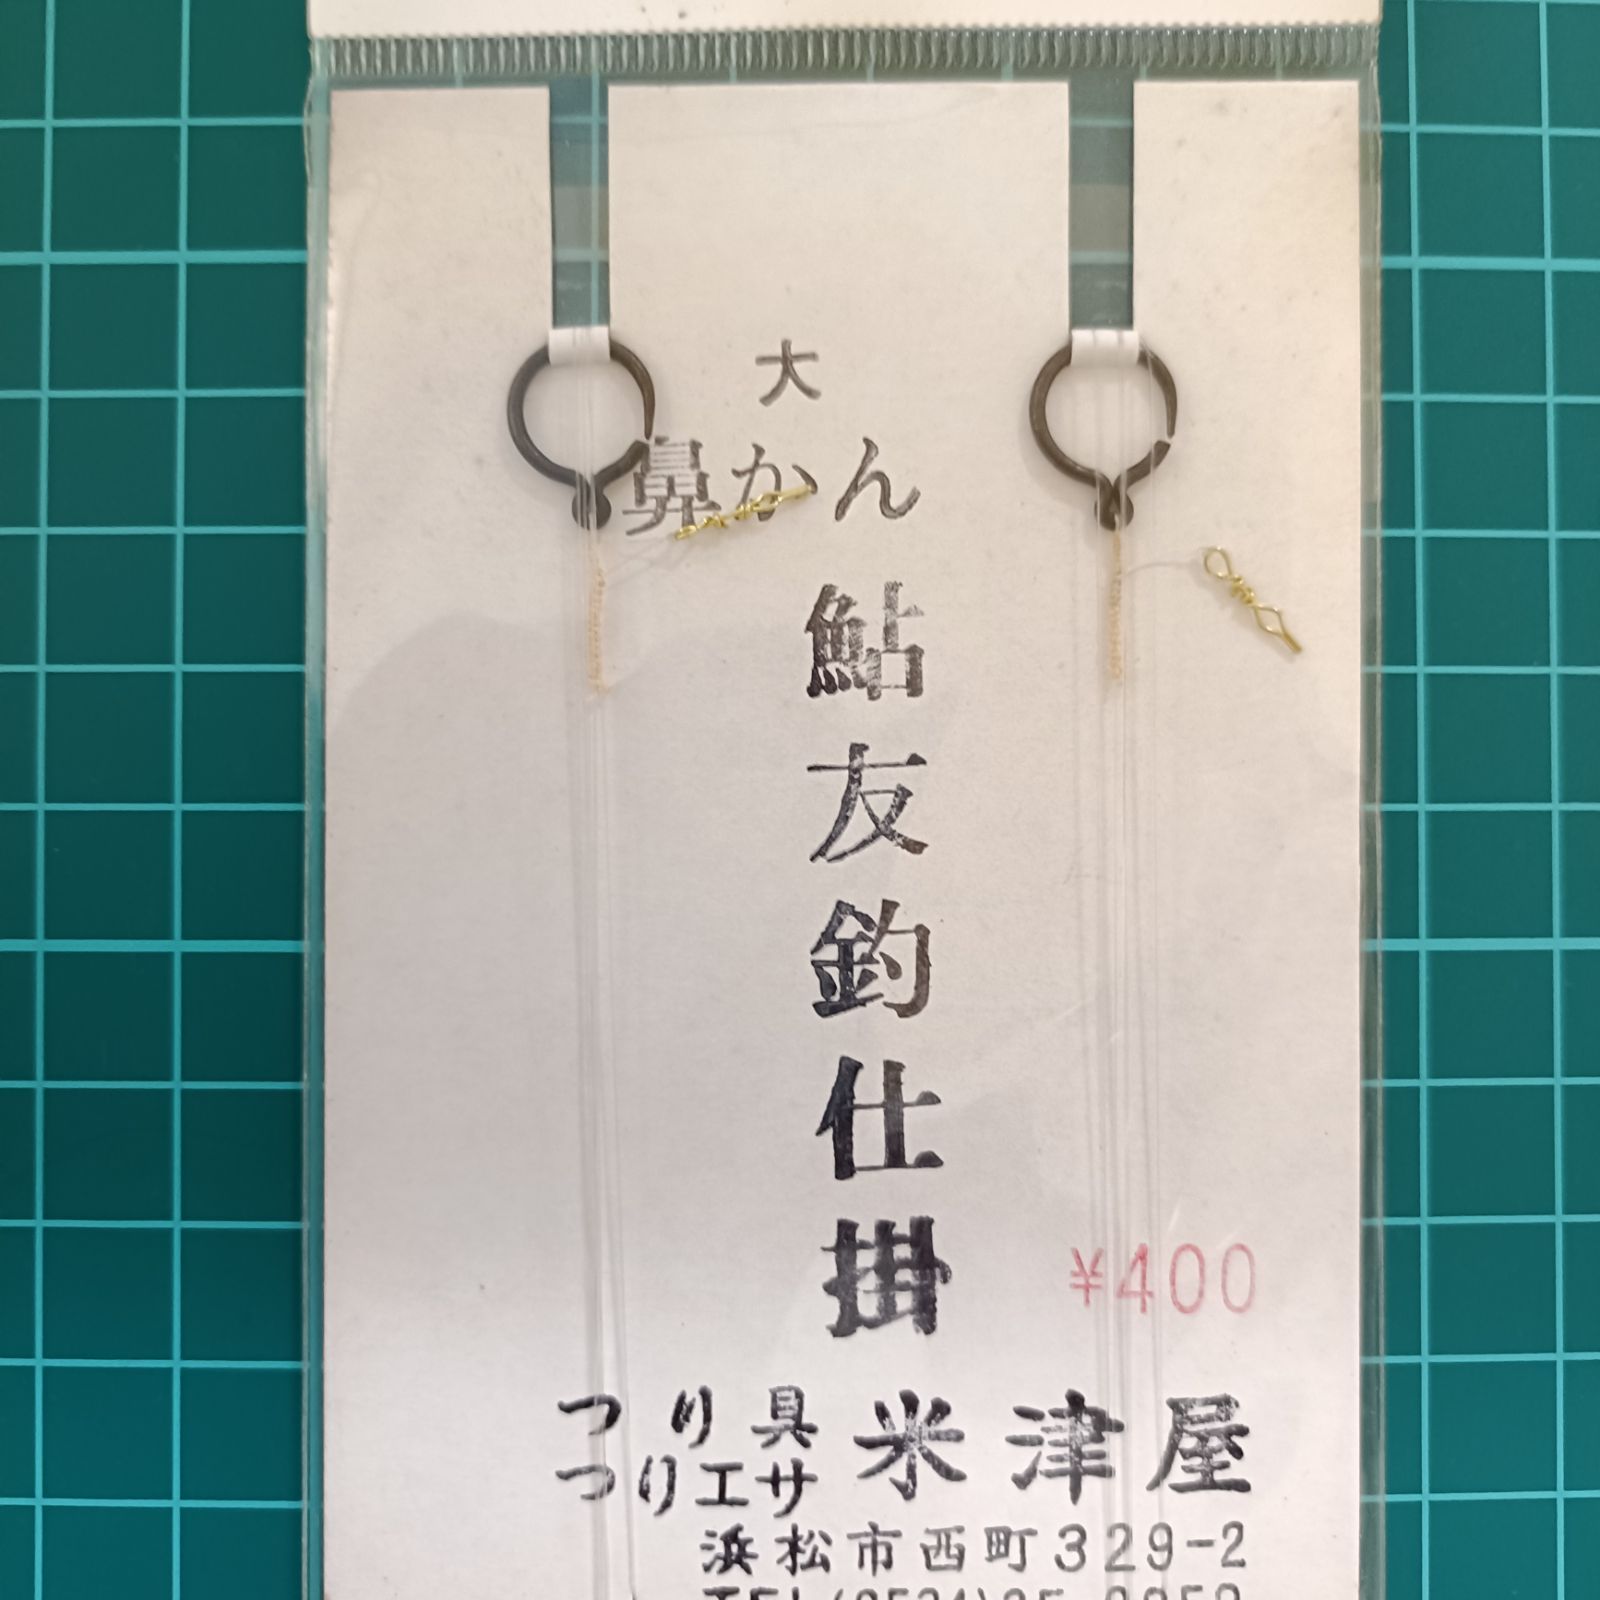 大
鼻かん
鮎友釣仕掛
¥400
つり具
つりエサ
米津屋
浜松市西町329-2